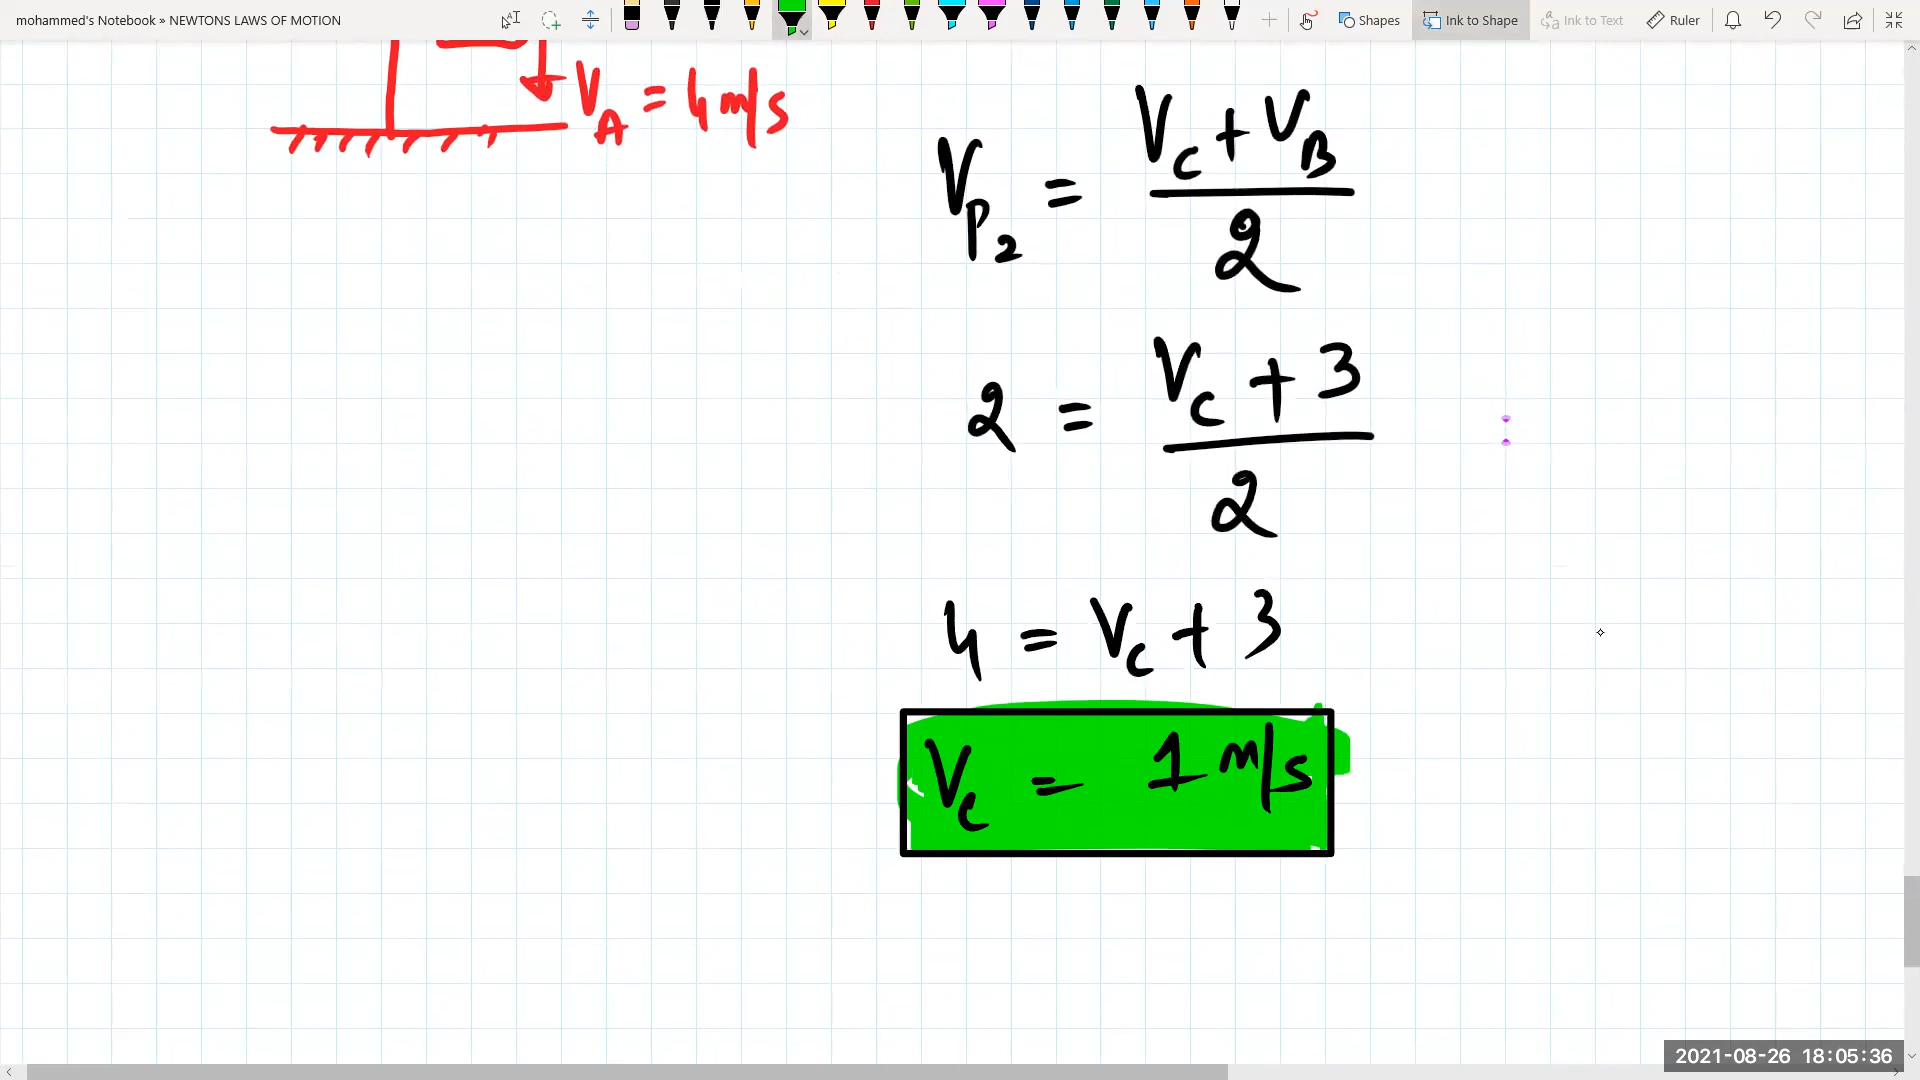 mohammed's Notebook » NEWTONS LAWS OF MOTION
Shapes Ink to Shape Ink to Text Ruler
V_A = 4 m/s
V_P_2 = (V_C + V_B) / 2
2 = (V_C + 3) / 2
4 = V_C + 3
V_C = 1 m/s
2021-08-26 18:05:36